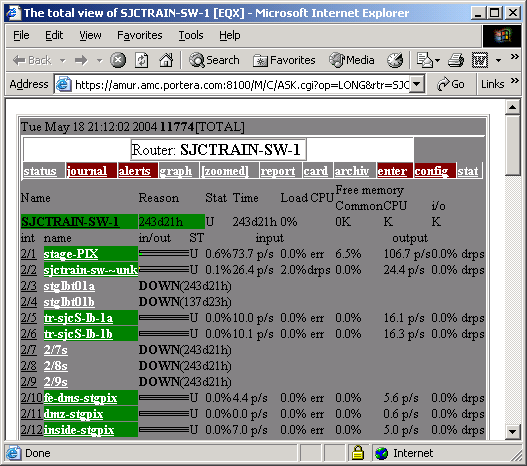 The total view of SJCTRAIN-SW-1 [EQX] - Microsoft Internet Explorer
File Edit View Favorites Tools Help
Back Search Favorites Media
Address https://amur.amc.portera.com:8100/M/C/ASK.cgi?op=LONG&rtr=SJC Go Links »
Tue May 18 21:12:02 2004 11774[TOTAL]
Router: SJCTRAIN-SW-1
status journal alerts graph [zoomed] report card archiv enter config stat
Name Reason Stat Time Load CPU Free memory
Common CPU i/o
SJCTRAIN-SW-1 243d21h U 243d21h 0% 0K K K
int name in/out ST input output
2/1 stage-PIX U 0.6% 73.7 p/s 0.0% err 6.5% 106.7 p/s 0.0% drps
2/2 sjctrain-sw-~unk U 0.1% 26.4 p/s 2.0% drps 0.0% 24.4 p/s 0.0% drps
2/3 stglbt01a DOWN(243d21h)
2/4 stglbt01b DOWN(137d23h)
2/5 tr-sjcS-lb-1a U 0.0% 10.0 p/s 0.0% err 0.0% 16.1 p/s 0.0% drps
2/6 tr-sjcS-lb-1b U 0.0% 10.1 p/s 0.0% err 0.0% 16.3 p/s 0.0% drps
2/7 2/7s DOWN(243d21h)
2/8 2/8s DOWN(243d21h)
2/9 2/9s DOWN(243d21h)
2/10 fe-dms-stgpix U 0.0% 4.4 p/s 0.0% err 0.0% 5.6 p/s 0.0% drps
2/11 dmz-stgpix U 0.0% 0.0 p/s 0.0% err 0.0% 0.6 p/s 0.0% drps
2/12 inside-stgpix U 0.0% 7.0 p/s 0.0% err 0.0% 5.0 p/s 0.0% drps
Done Internet